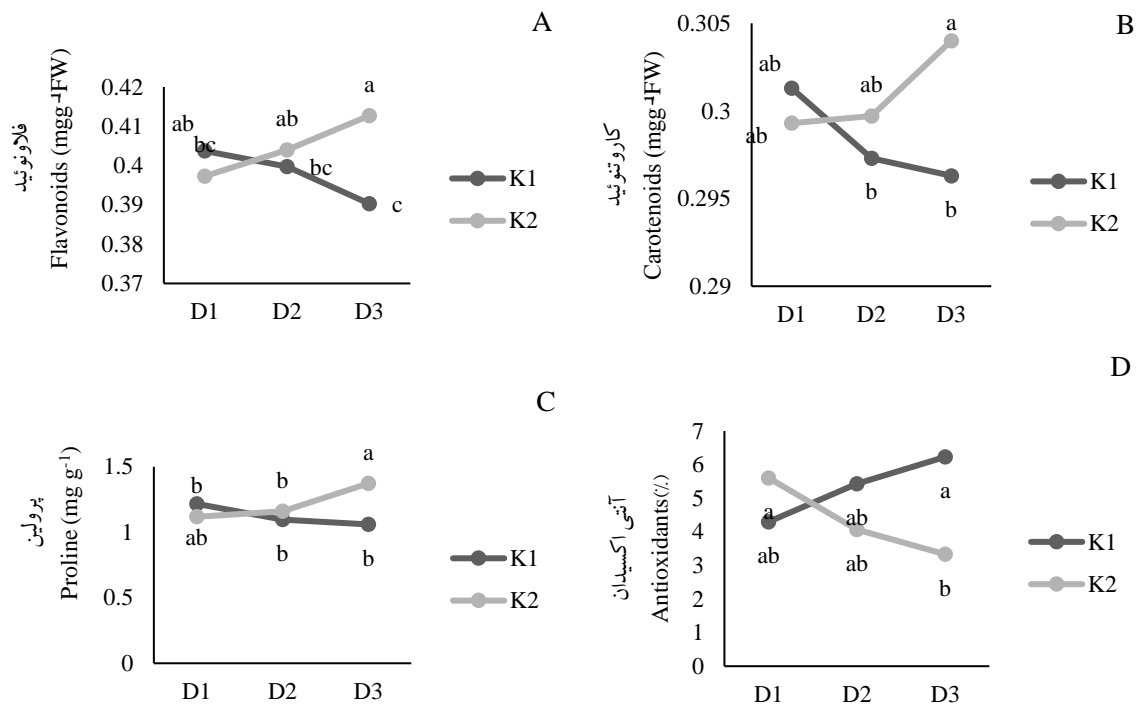 A
فلاونوئید
Flavonoids (mgg-¹FW)
0.42
0.41
0.4
0.39
0.38
0.37
ab
bc
ab
bc
a
c
D1
D2
D3
K1
K2
B
کاروتنوئید
Carotenoids (mgg-¹FW)
0.305
0.3
0.295
0.29
ab
ab
ab
b
a
b
D1
D2
D3
K1
K2
C
پرولین
Proline (mg g⁻¹)
1.5
1
0.5
0
b
ab
b
b
a
b
D1
D2
D3
K1
K2
D
آنتی اکسیدان
Antioxidants(٪)
7
6
5
4
3
2
1
0
a
ab
ab
ab
a
b
D1
D2
D3
K1
K2